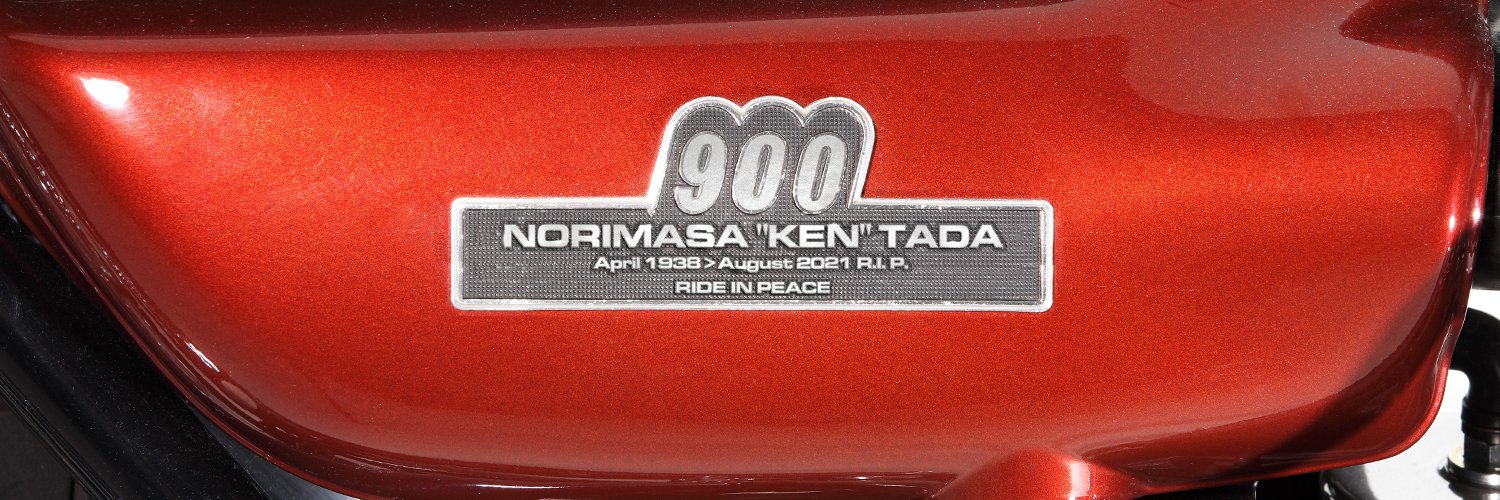 900
NORIMASA "KEN" TADA
April 1938 > August 2021 R.I. P.
RIDE IN PEACE